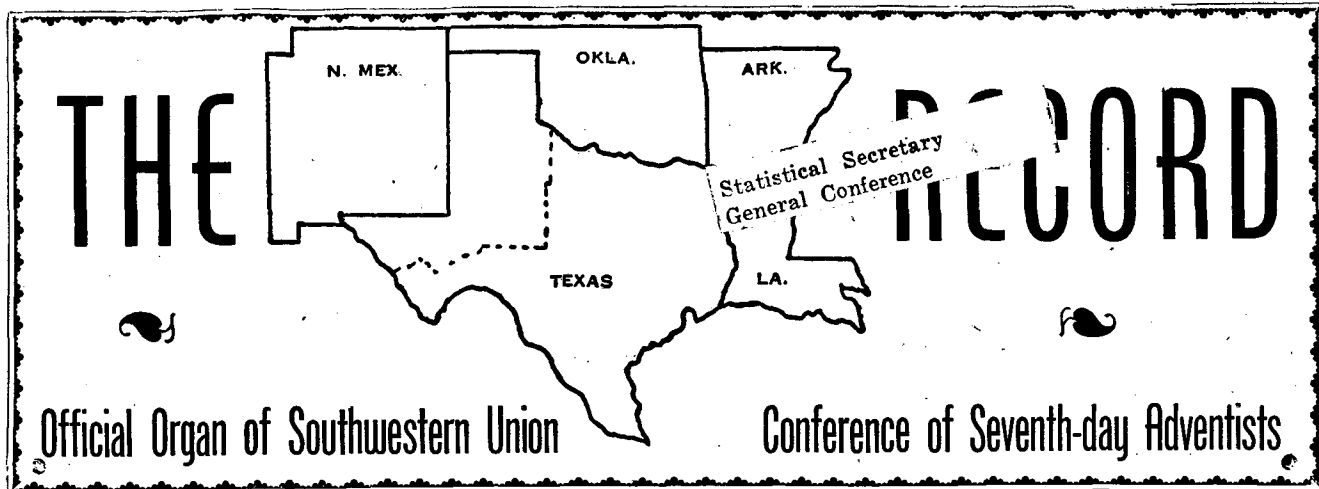 THE RECORD
N. MEX.
OKLA.
ARK.
Statistical Secretary
General Conference
TEXAS
LA.
Official Organ of Southwestern Union Conference of Seventh-day Adventists